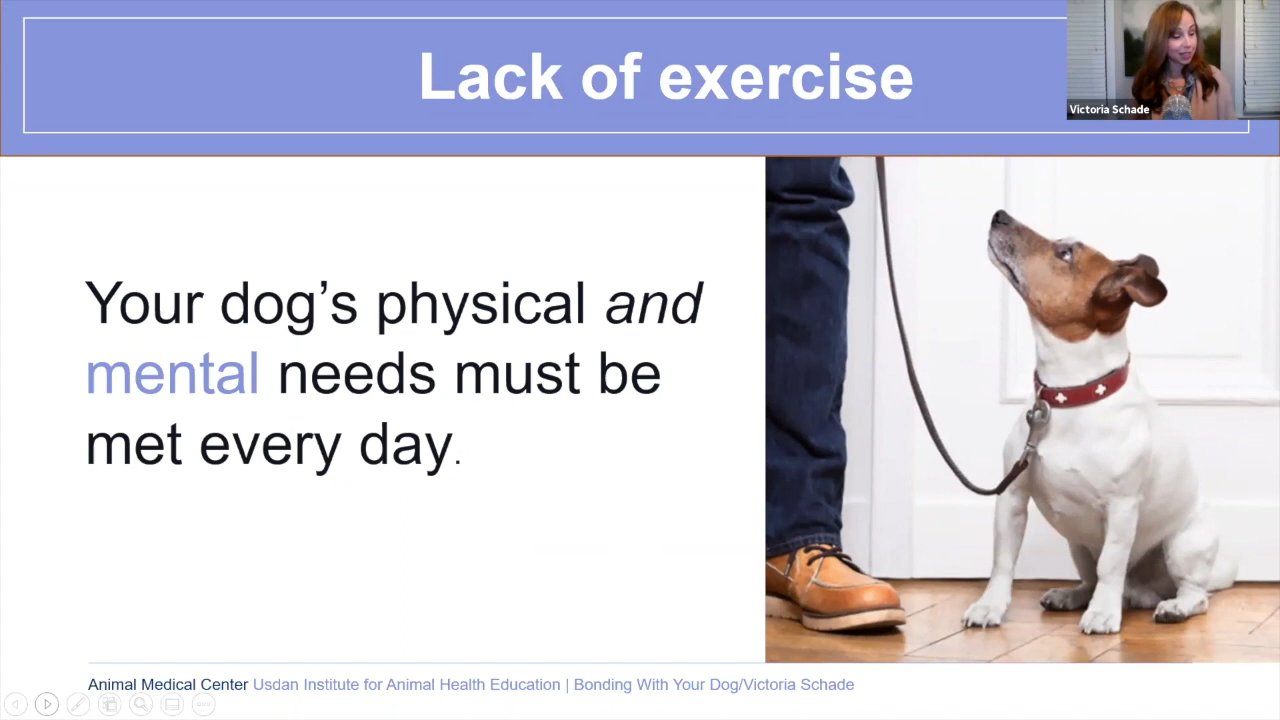 Lack of exercise
Victoria Schade
Your dog’s physical and
mental needs must be
met every day.
Animal Medical Center Usdan Institute for Animal Health Education | Bonding With Your Dog/Victoria Schade